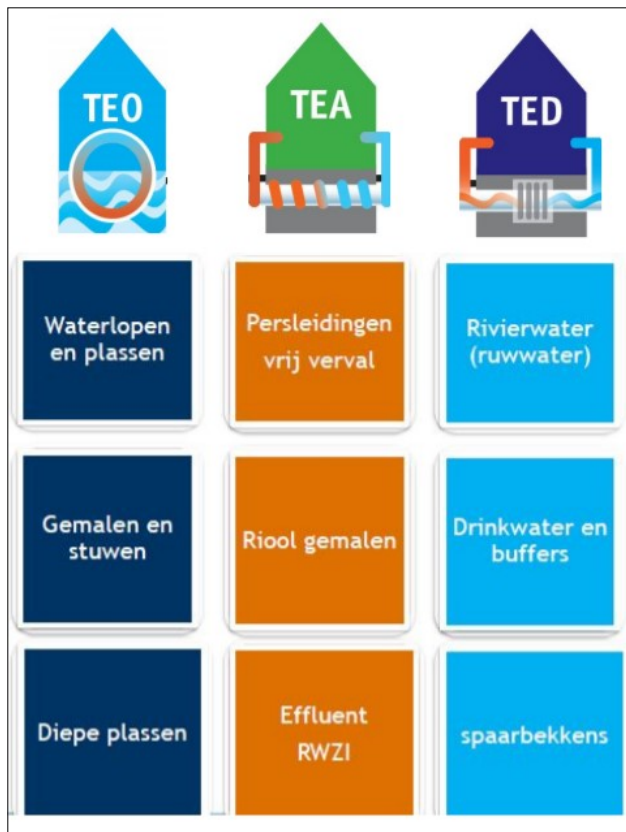 TEO
TEA
TED
Waterlopen
en plassen
Persleidingen
vrij verval
Rivierwater
(ruwwater)
Gemalen en
stuwen
Riool gemalen
Drinkwater en
buffers
Diepe plassen
Effluent
RWZI
spaarbekkens